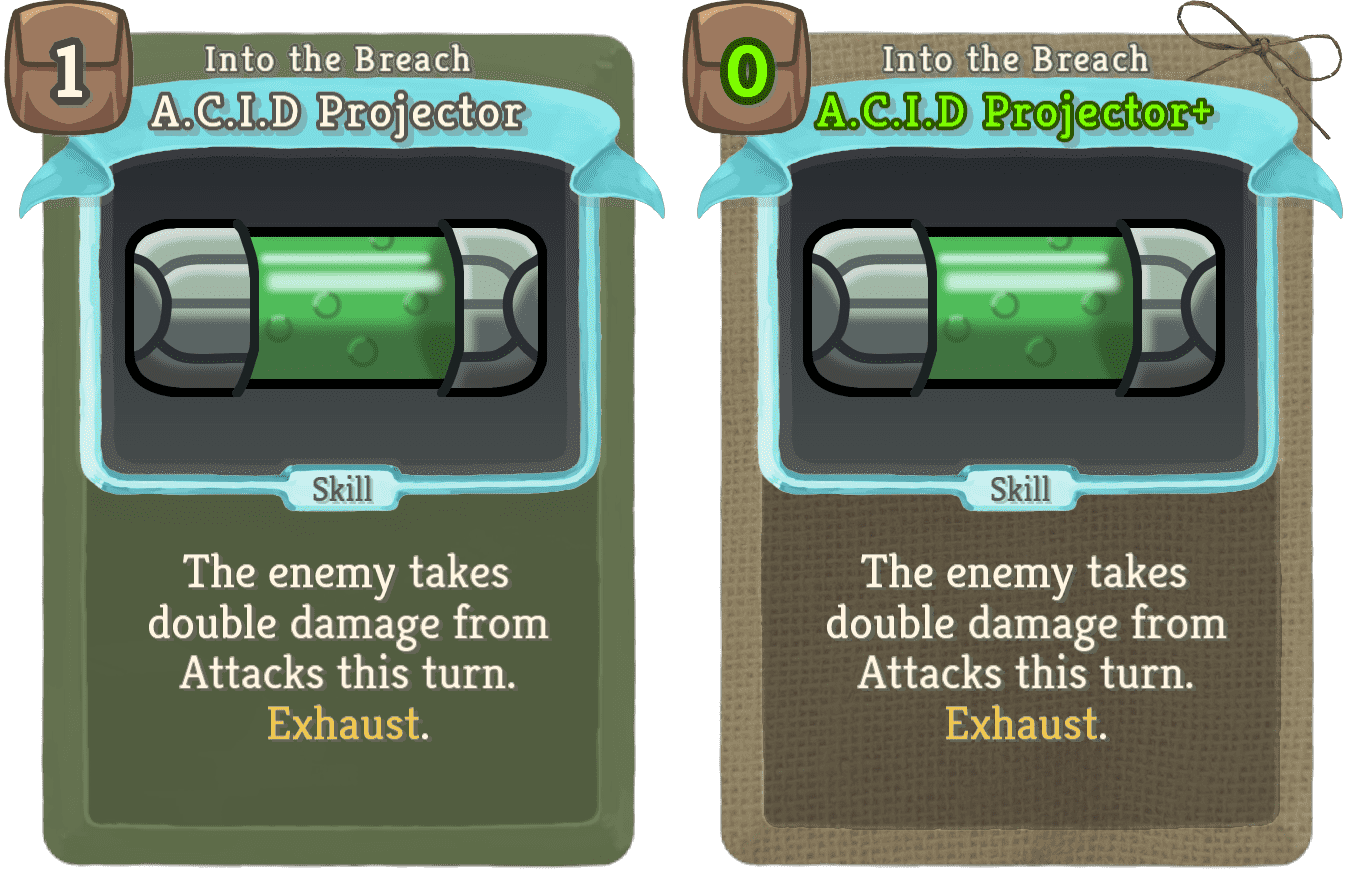 1
Into the Breach
A.C.I.D Projector
Skill
The enemy takes
double damage from
Attacks this turn.
Exhaust.
0
Into the Breach
A.C.I.D Projector+
Skill
The enemy takes
double damage from
Attacks this turn.
Exhaust.